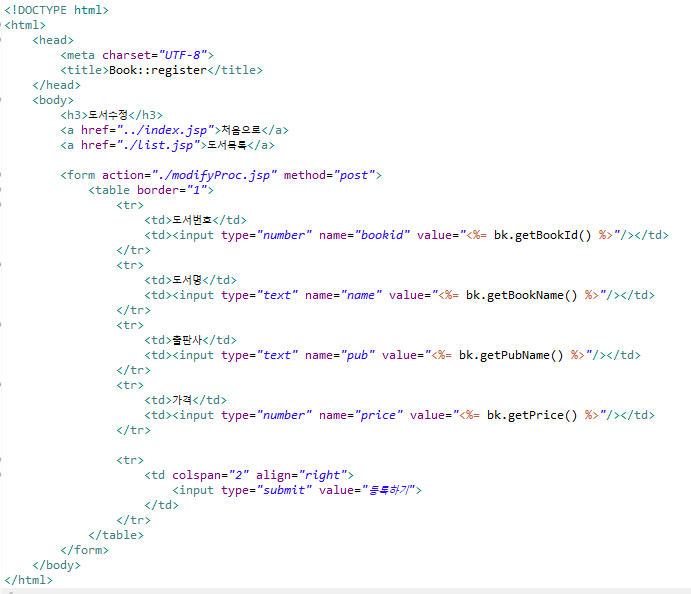 <!DOCTYPE html>
<html>
    <head>
        <meta charset="UTF-8">
        <title>Book::register</title>
    </head>
    <body>
        <h3>도서수정</h3>
        <a href="../index.jsp">처음으로</a>
        <a href="./list.jsp">도서목록</a>

        <form action="./modifyProc.jsp" method="post">
            <table border="1">
                <tr>
                    <td>도서번호</td>
                    <td><input type="number" name="bookid" value="<%= bk.getBookId() %>"/></td>
                </tr>
                <tr>
                    <td>도서명</td>
                    <td><input type="text" name="name" value="<%= bk.getBookName() %>"/></td>
                </tr>
                <tr>
                    <td>출판사</td>
                    <td><input type="text" name="pub" value="<%= bk.getPubName() %>"/></td>
                </tr>
                <tr>
                    <td>가격</td>
                    <td><input type="number" name="price" value="<%= bk.getPrice() %>"/></td>
                </tr>

                <tr>
                    <td colspan="2" align="right">
                        <input type="submit" value="등록하기">
                    </td>
                </tr>
            </table>
        </form>
    </body>
</html>